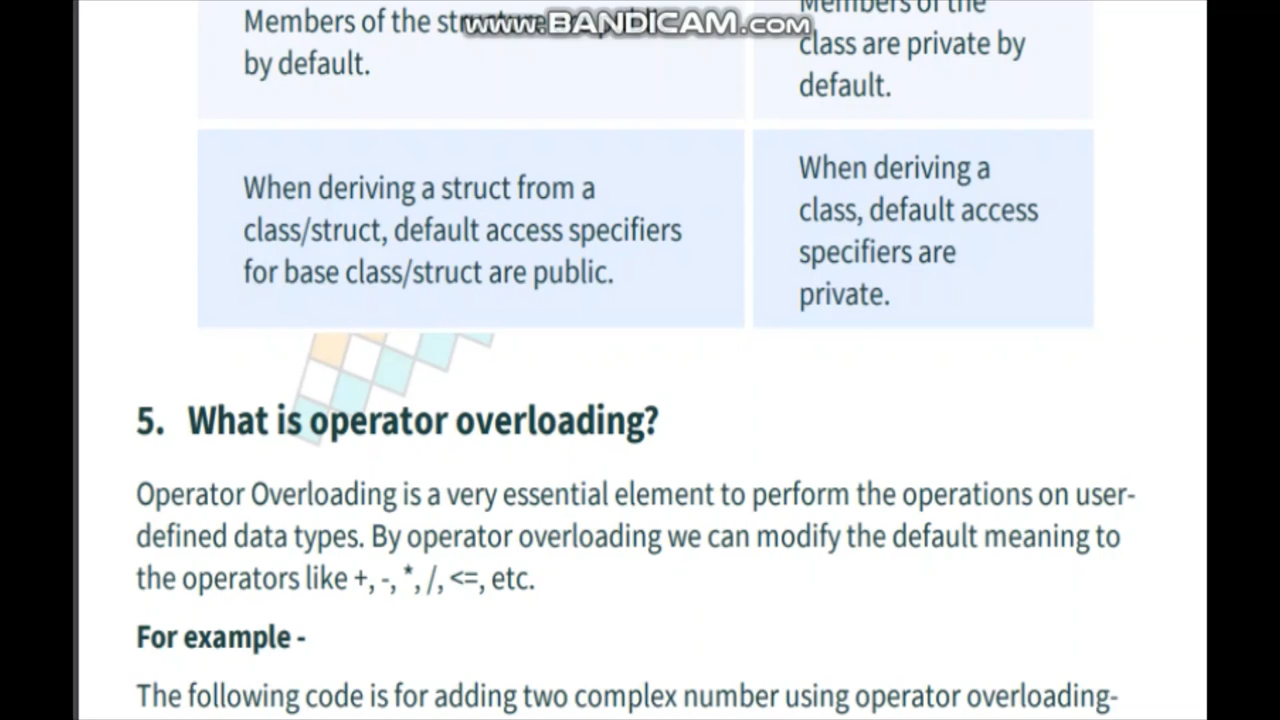 www.BANDICAM.com
Members of the
by default.
Members of the
class are private by
default.
When deriving a struct from a
class/struct, default access specifiers
for base class/struct are public.
When deriving a
class, default access
specifiers are
private.
5. What is operator overloading?
Operator Overloading is a very essential element to perform the operations on user-
defined data types. By operator overloading we can modify the default meaning to
the operators like +, -, *, /, <=, etc.
For example -
The following code is for adding two complex number using operator overloading-